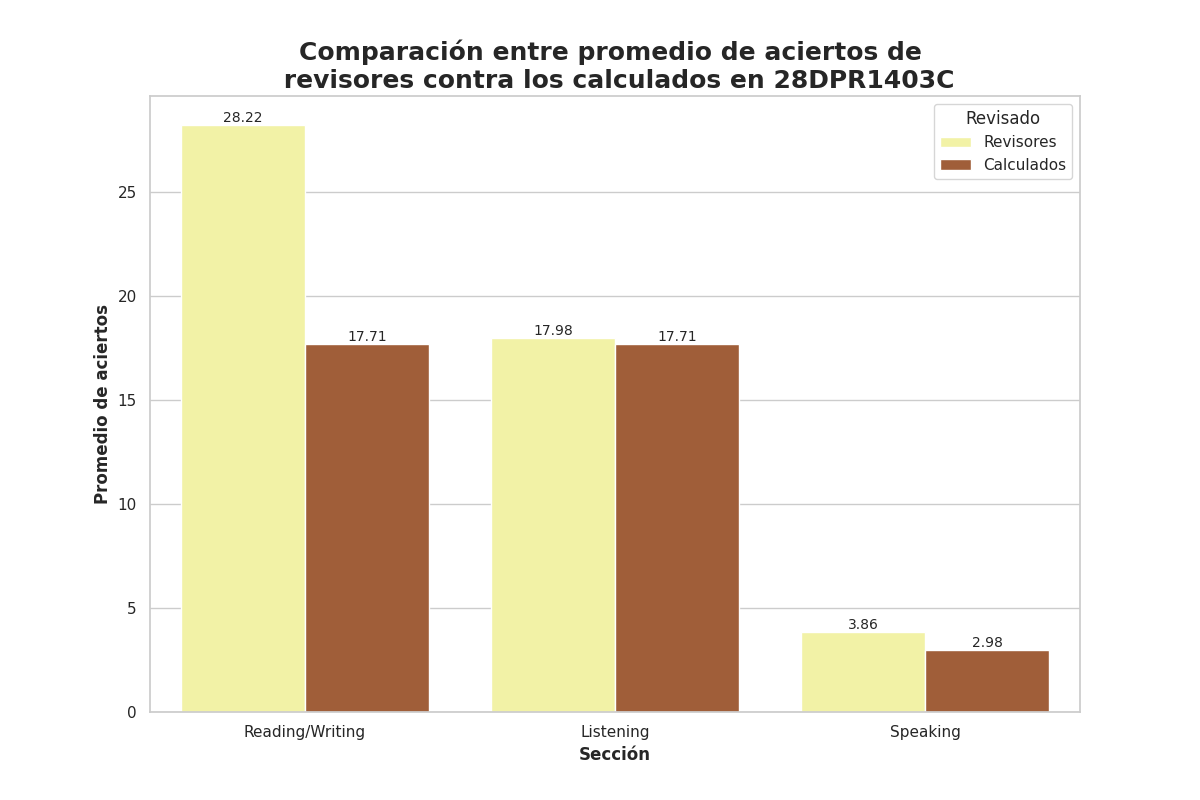 Comparación entre promedio de aciertos de
revisores contra los calculados en 28DPR1403C
Revisado
Revisores
Calculados
28.22
17.71
17.98
17.71
3.86
2.98
Promedio de aciertos
25
20
15
10
5
0
Reading/Writing
Listening
Speaking
Sección